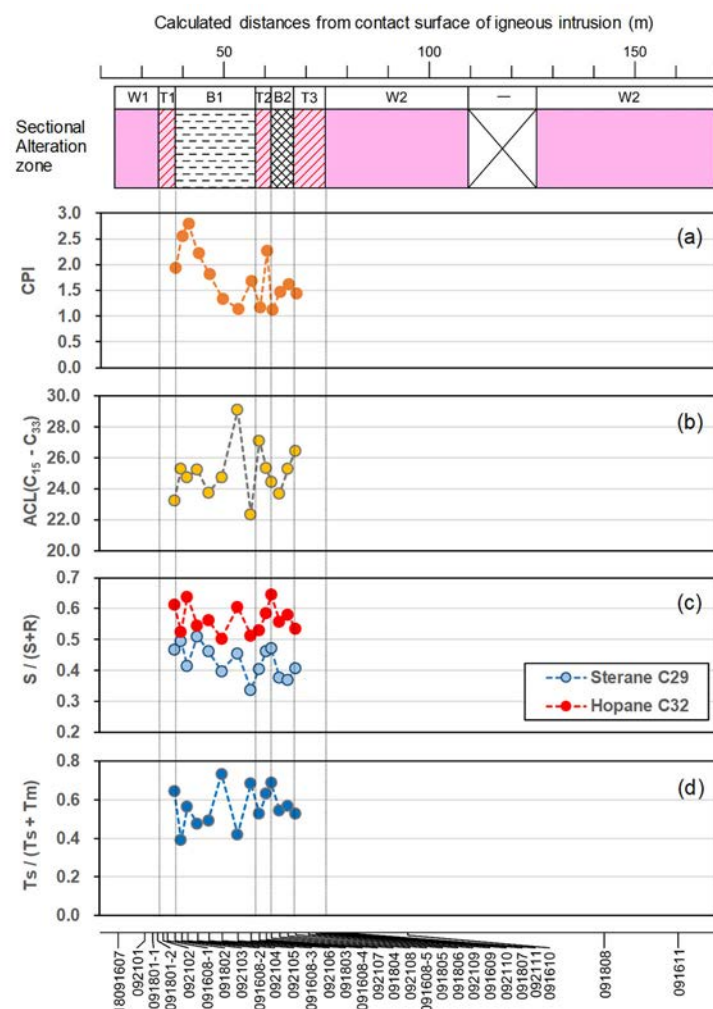 Calculated distances from contact surface of igneous intrusion (m)
50
100
150
W1
T1
B1
T2
B2
T3
W2
—
W2
Sectional
Alteration
zone
3.0
2.5
2.0
1.5
1.0
0.5
0.0
CPI
(a)
30.0
28.0
26.0
24.0
22.0
20.0
ACL(C₁₅ - C₃₃)
(b)
0.7
0.6
0.5
0.4
0.3
0.2
S / (S+R)
(c)
Sterane C29
Hopane C32
0.8
0.6
0.4
0.2
0.0
Ts / (Ts + Tm)
(d)
18091607
092101
091801-1
091801-2
092102
091608-1
091802
092103
091608-2
092104
092105
091608-3
092106
091803
091608-4
092107
091804
092108
091608-5
091805
091806
092109
091609
092110
091807
092111
091610
091808
091611